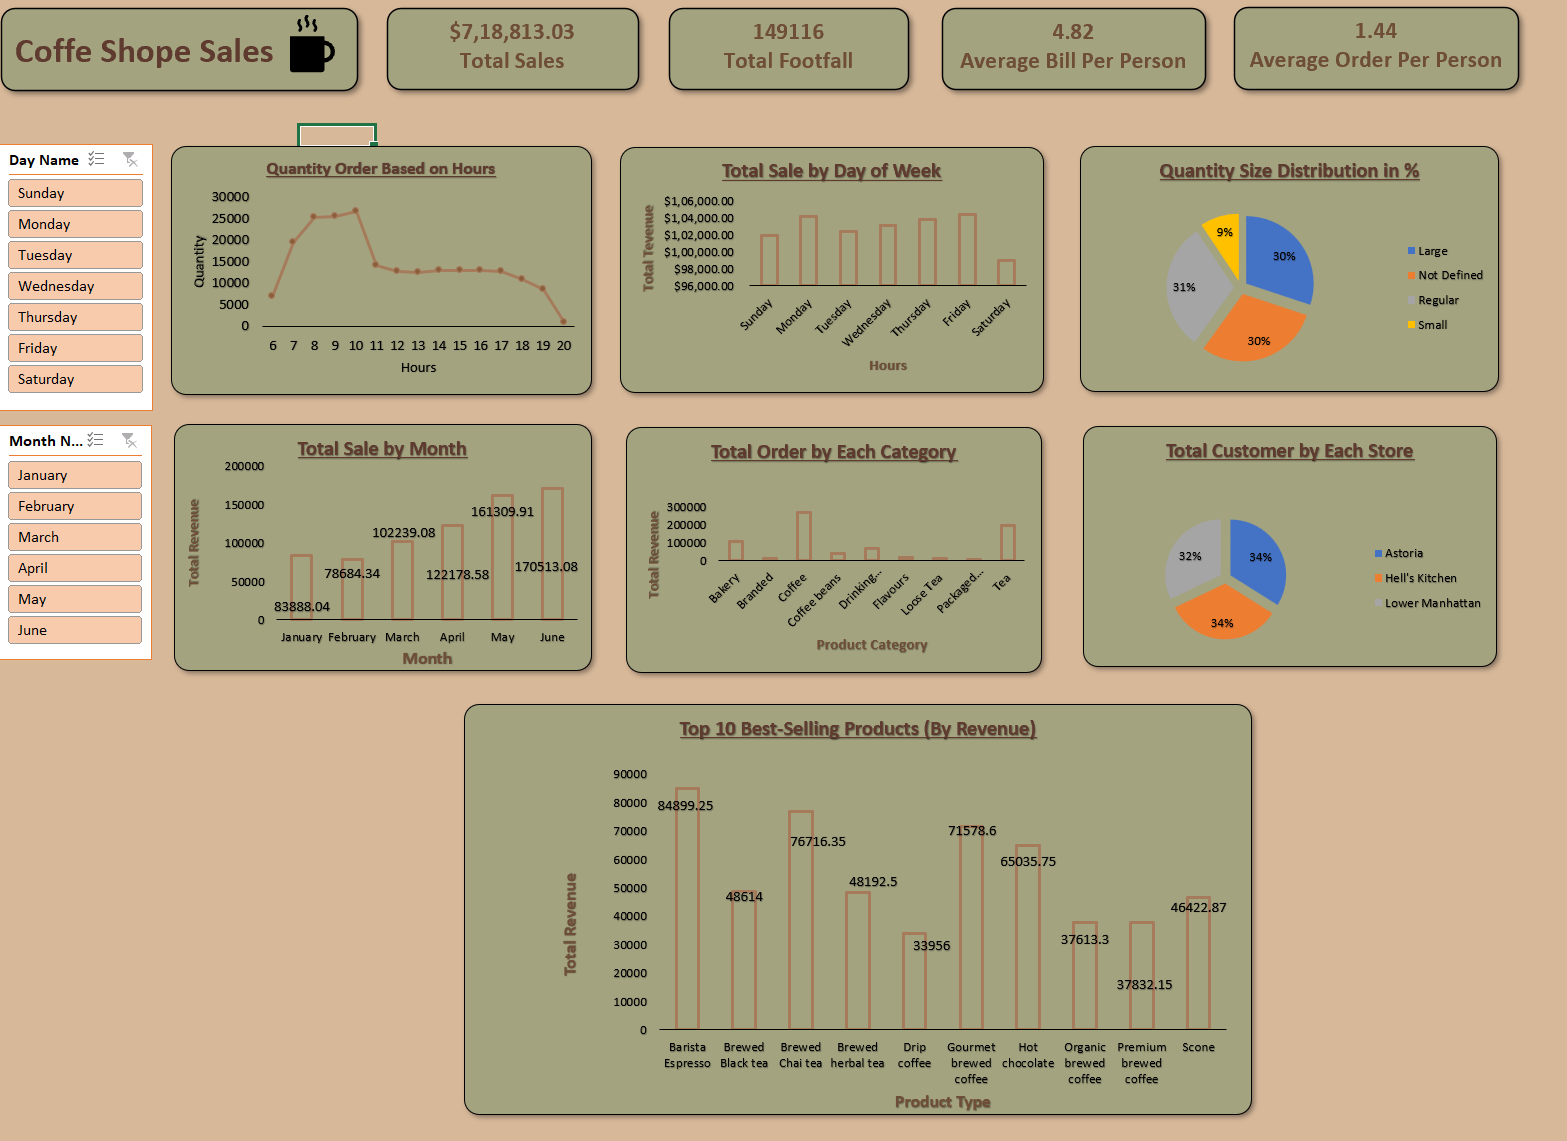 Coffe Shope Sales
$7,18,813.03
Total Sales
149116
Total Footfall
4.82
Average Bill Per Person
1.44
Average Order Per Person
Day Name
Sunday
Monday
Tuesday
Wednesday
Thursday
Friday
Saturday
Quantity Order Based on Hours
Quantity
30000
25000
20000
15000
10000
5000
0
6 7 8 9 10 11 12 13 14 15 16 17 18 19 20
Hours
Total Sale by Day of Week
Total Tevenue
$1,06,000.00
$1,04,000.00
$1,02,000.00
$1,00,000.00
$98,000.00
$96,000.00
Sunday Monday Tuesday Wednesday Thursday Friday Saturday
Hours
Quantity Size Distribution in %
9%
30%
31%
30%
Large
Not Defined
Regular
Small
Month N...
January
February
March
April
May
June
Total Sale by Month
Total Revenue
200000
150000
100000
50000
0
83888.04
78684.34
102239.08
122178.58
161309.91
170513.08
January February March April May June
Month
Total Order by Each Category
Total Revenue
300000
200000
100000
0
Bakery Branded Coffee Coffee beans Drinking... Flavours Loose Tea Packaged... Tea
Product Category
Total Customer by Each Store
32%
34%
34%
Astoria
Hell's Kitchen
Lower Manhattan
Top 10 Best-Selling Products (By Revenue)
Total Revenue
90000
80000
70000
60000
50000
40000
30000
20000
10000
0
84899.25
48614
76716.35
48192.5
33956
71578.6
65035.75
37613.3
37832.15
46422.87
Barista Espresso
Brewed Black tea
Brewed Chai tea
Brewed herbal tea
Drip coffee
Gourmet brewed coffee
Hot chocolate
Organic brewed coffee
Premium brewed coffee
Scone
Product Type